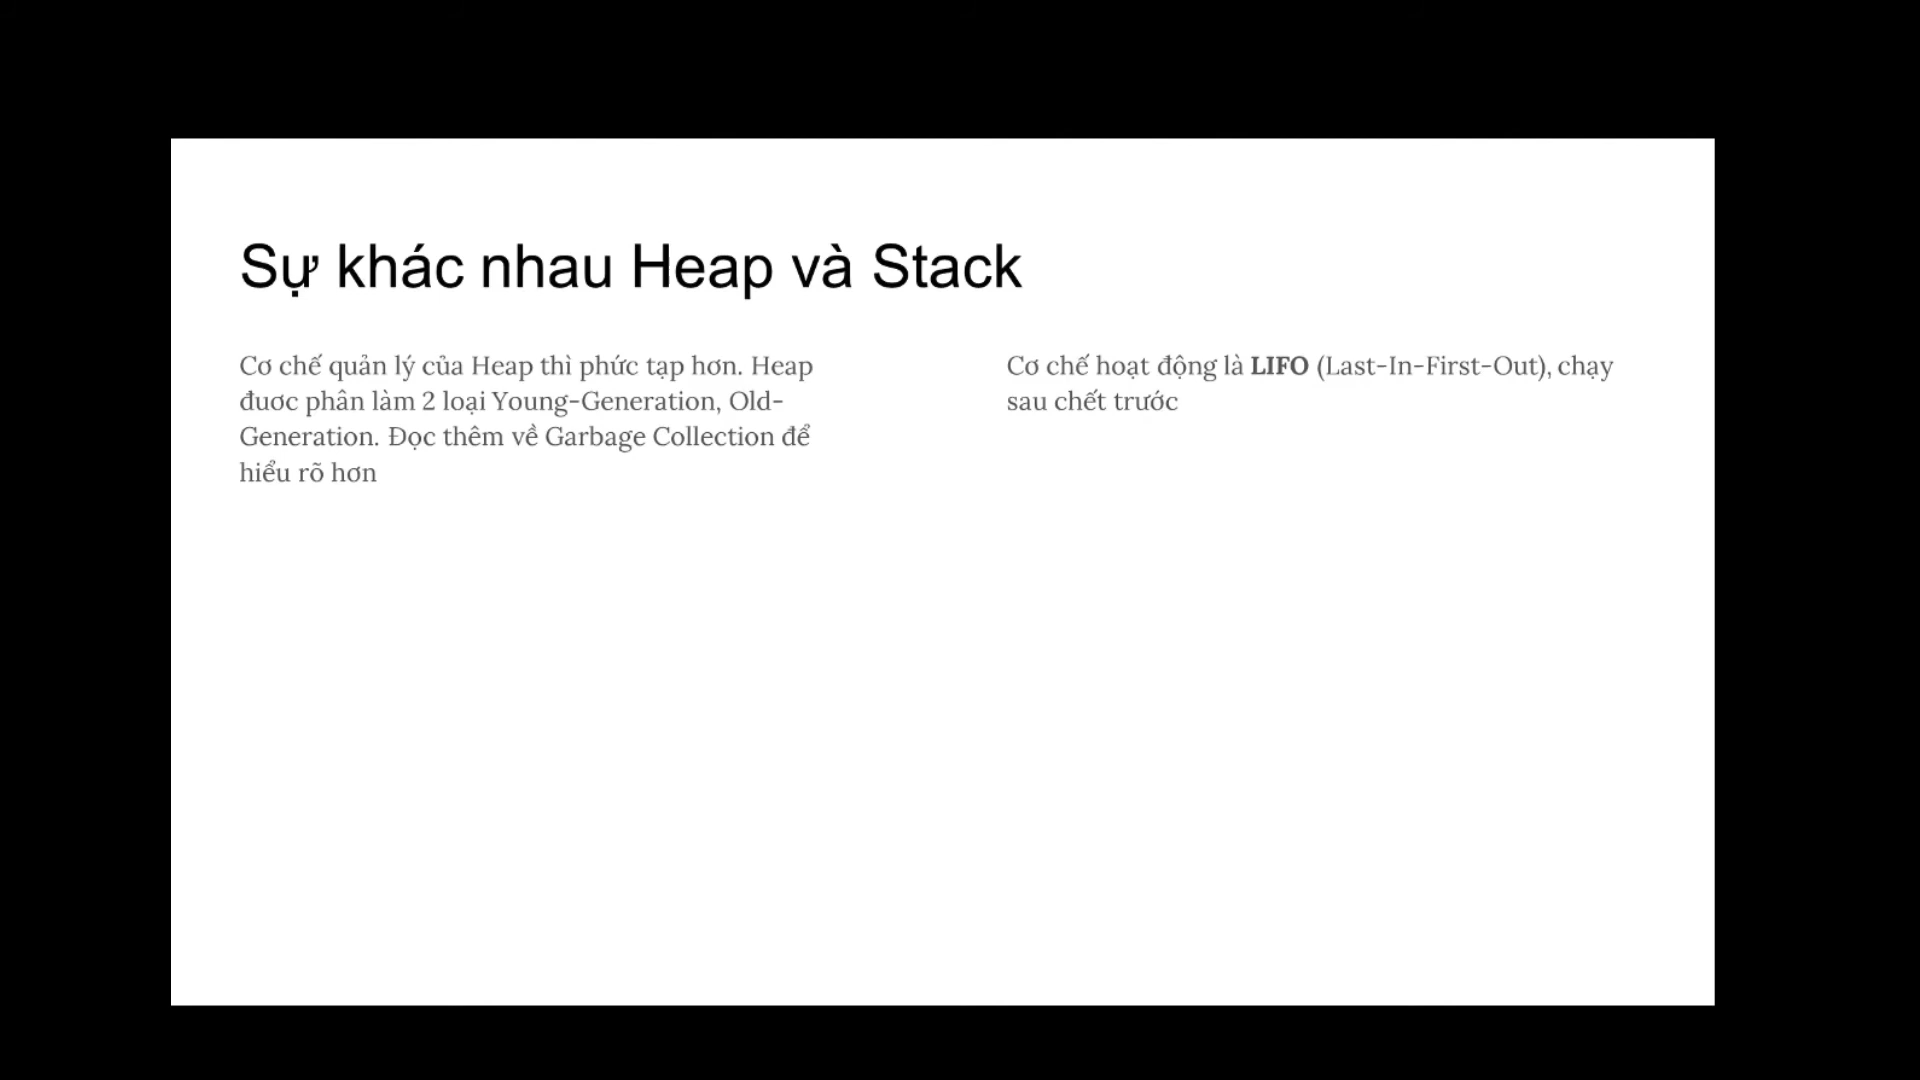 Sự khác nhau Heap và Stack
Cơ chế quản lý của Heap thì phức tạp hơn. Heap
đuơc phân làm 2 loại Young-Generation, Old-
Generation. Đọc thêm về Garbage Collection để
hiểu rõ hơn
Cơ chế hoạt động là LIFO (Last-In-First-Out), chạy
sau chết trước